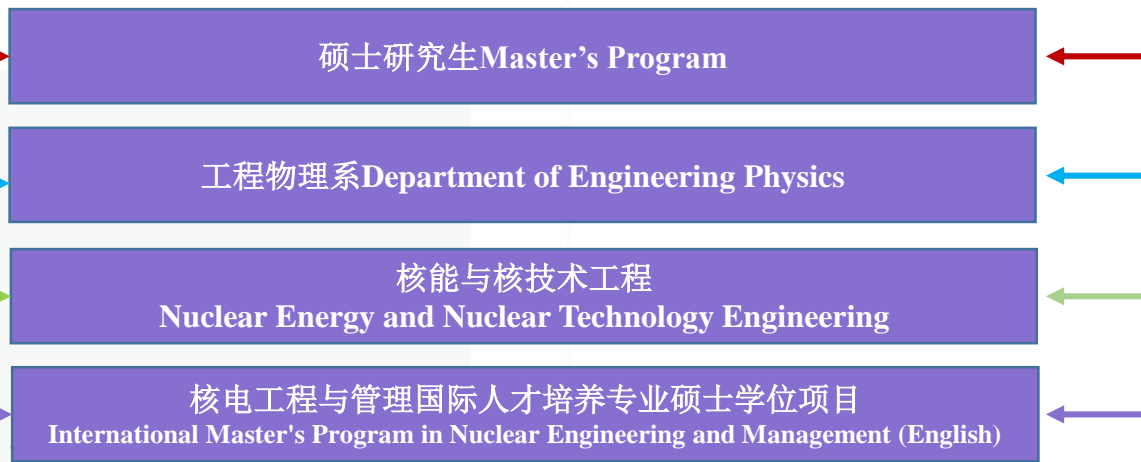 硕士研究生Master’s Program
工程物理系Department of Engineering Physics
核能与核技术工程
Nuclear Energy and Nuclear Technology Engineering
核电工程与管理国际人才培养专业硕士学位项目
International Master's Program in Nuclear Engineering and Management (English)